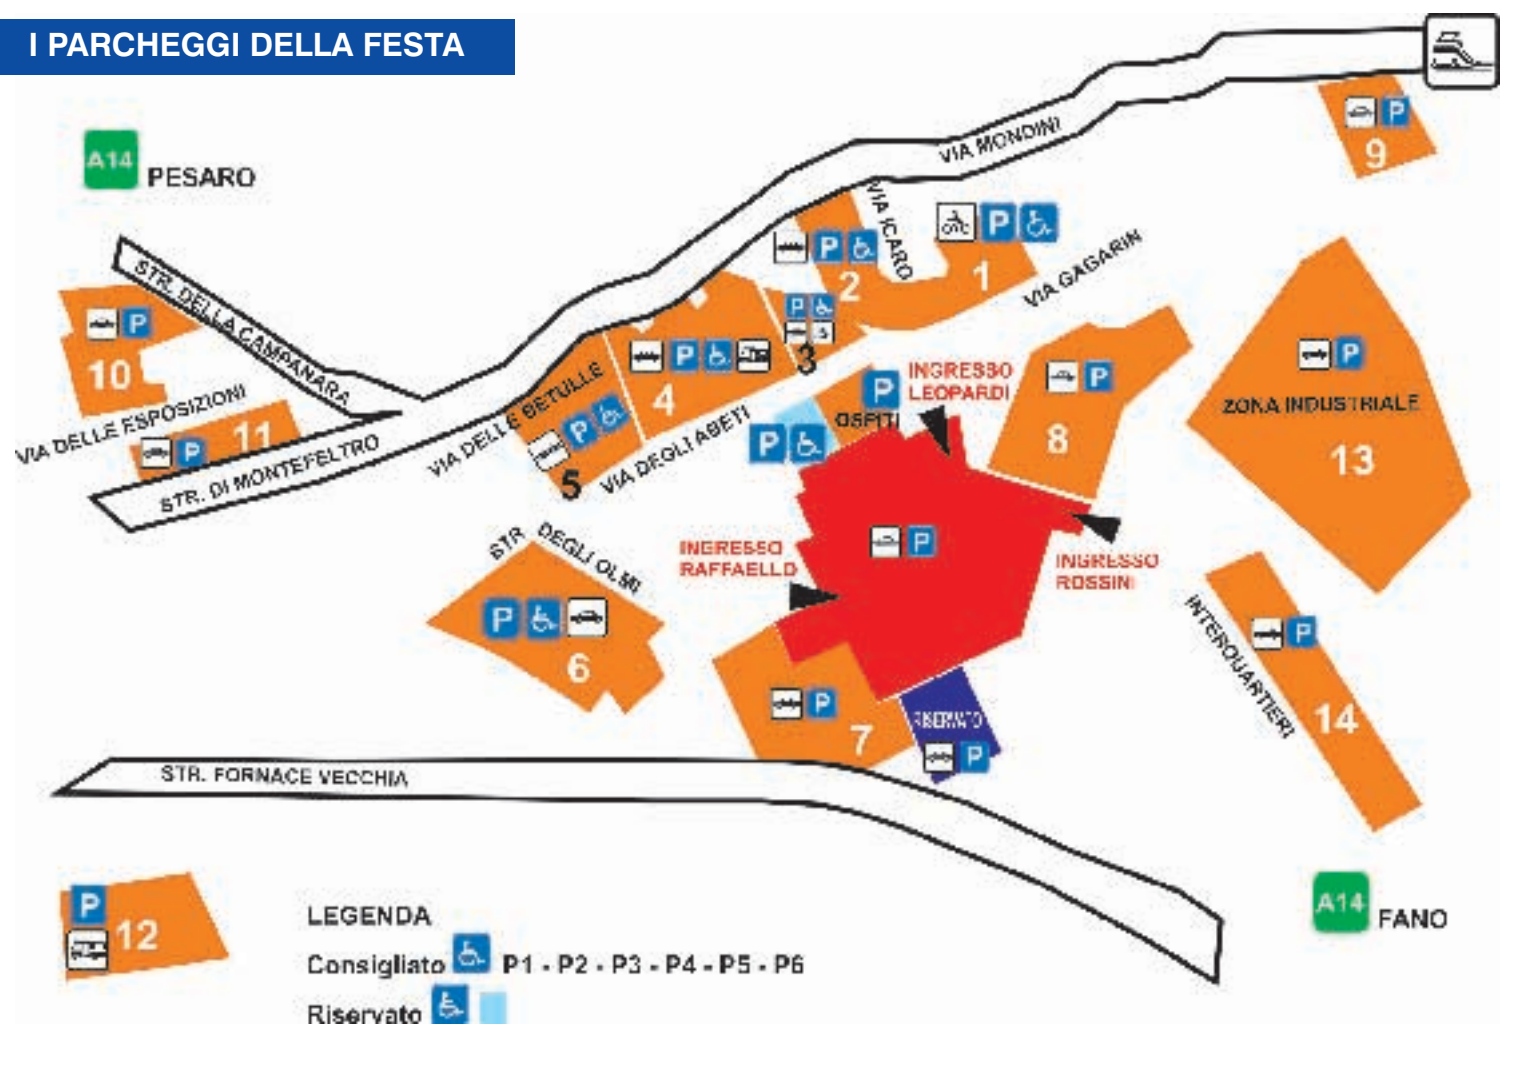 I PARCHEGGI DELLA FESTA
A14 PESARO
VIA MONDINI
P
9
VIA ICARO
P
1
P
2
VIA GAGARIN
STR. DELLA CAMPANARA
P
10
P
3
P
4
VIA DELLE ESPOSIZIONI
P
11
STR. DI MONTEFELTRO
VIA DELLE BETULLE
P
5
VIA DEGLI ABETI
P
OSPITI
P
INGRESSO
LEOPARDI
P
8
P
ZONA INDUSTRIALE
13
STR. DEGLI OLMI
P
6
INGRESSO
RAFFAELLO
P
INGRESSO
ROSSINI
INTERQUARTIERI
P
14
P
7
RISERVATO
P
STR. FORNACE VECCHIA
P
12
A14 FANO
LEGENDA
Consigliato P1 - P2 - P3 - P4 - P5 - P6
Riservato